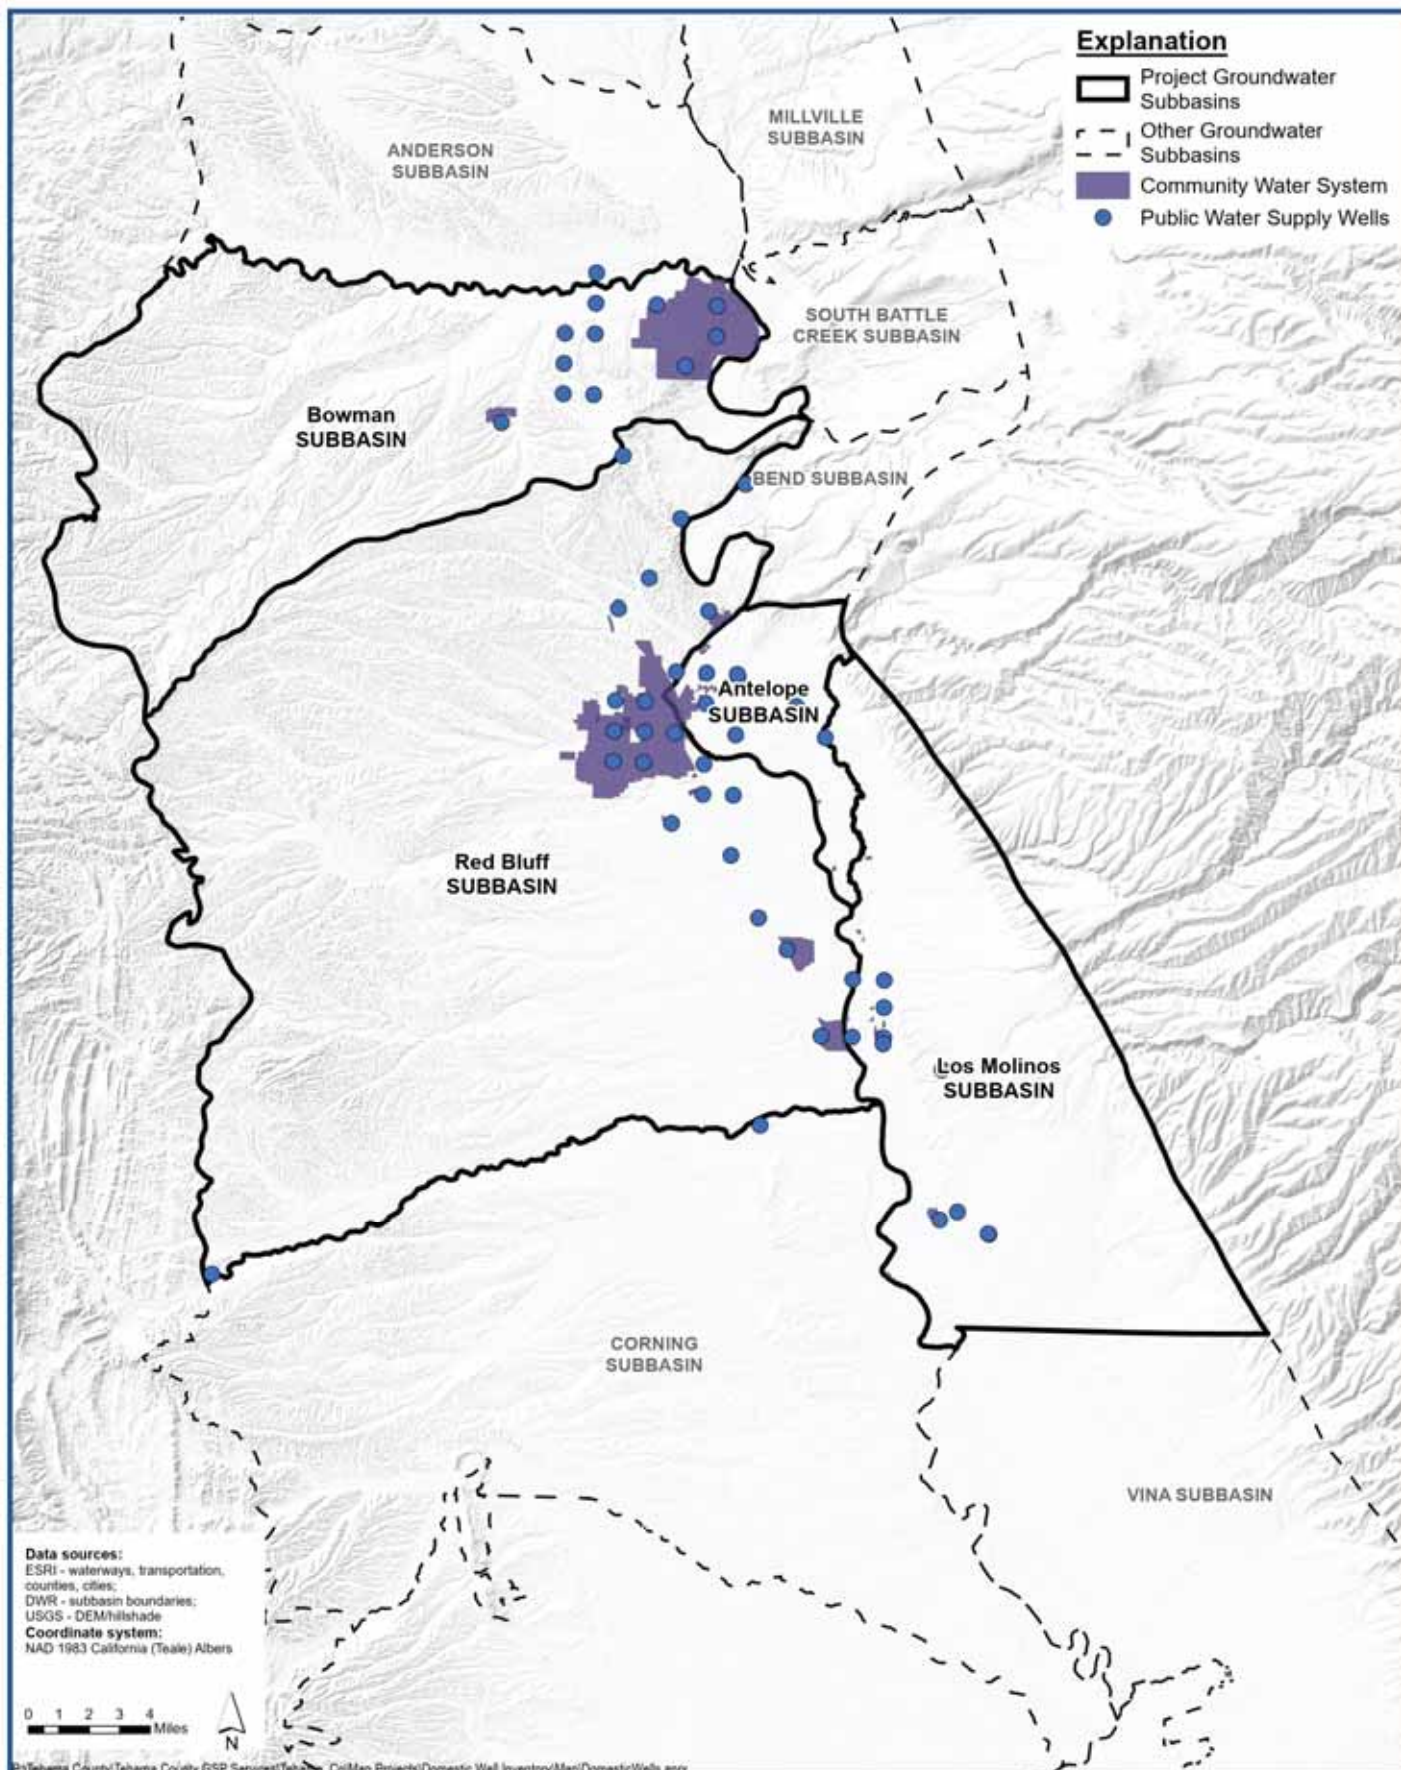 Explanation
Project Groundwater
Subbasins
Other Groundwater
Subbasins
Community Water System
Public Water Supply Wells
MILLVILLE
SUBBASIN
ANDERSON
SUBBASIN
SOUTH BATTLE
CREEK SUBBASIN
Bowman
SUBBASIN
BEND SUBBASIN
Antelope
SUBBASIN
Red Bluff
SUBBASIN
Los Molinos
SUBBASIN
CORNING
SUBBASIN
VINA SUBBASIN
Data sources:
ESRI - waterways, transportation,
counties, cities;
DWR - subbasin boundaries;
USGS - DEM/hillshade
Coordinate system:
NAD 1983 California (Teale) Albers
0 1 2 3 4
Miles
N